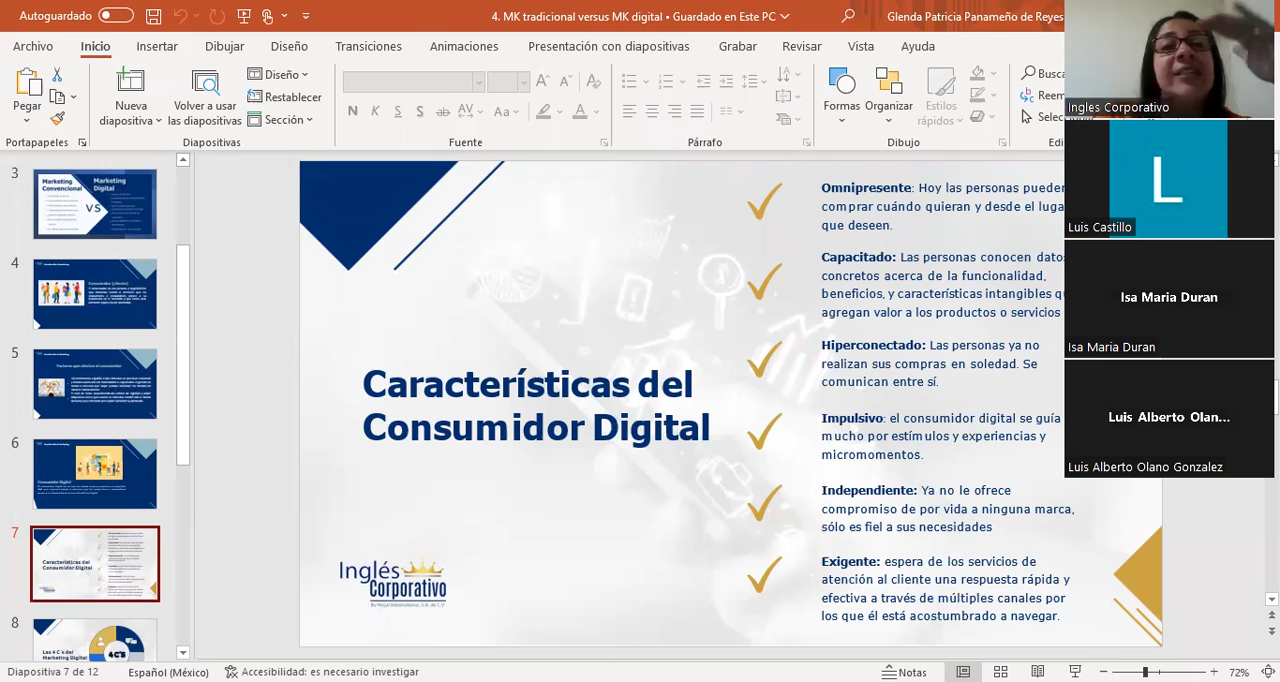 Autoguardado
4. MK tradicional versus MK digital • Guardado en Este PC
Glenda Patricia Panameño de Reyes
Archivo
Inicio
Insertar
Dibujar
Diseño
Transiciones
Animaciones
Presentación con diapositivas
Grabar
Revisar
Vista
Ayuda
Pegar
Nueva
diapositiva
Volver a usar
las diapositivas
Diseño
Restablecer
Sección
N K S S ab AV Aa A
Formas
Organizar
Estilos
rápidos
Portapapeles
Diapositivas
Fuente
Párrafo
Dibujo
3
Marketing
Convencional
Marketing
Digital
VS
4
5
6
7
8
Características del
Consumidor Digital
Inglés
Corporativo
Omnipresente: Hoy las personas pueden
comprar cuándo quieran y desde el
que deseen.
Capacitado: Las personas conocen
concretos acerca de la funcionalidad,
beneficios, y características intangibles
agregan valor a los productos o servicios
Hiperconectado: Las personas ya no
realizan sus compras en soledad. Se
comunican entre sí.
Impulsivo: el consumidor digital se guía
mucho por estímulos y experiencias y
micromomentos.
Independiente: Ya no le ofrece
compromiso de por vida a ninguna marca,
sólo es fiel a sus necesidades
Exigente: espera de los servicios de
atención al cliente una respuesta rápida y
efectiva a través de múltiples canales por
los que él está acostumbrado a navegar.
Ingles Corporativo
L
Luis Castillo
Isa Maria Duran
Isa Maria Duran
Luis Alberto Olan...
Luis Alberto Olano Gonzalez
Diapositiva 7 de 12
Español (México)
Accesibilidad: es necesario investigar
Notas
72%